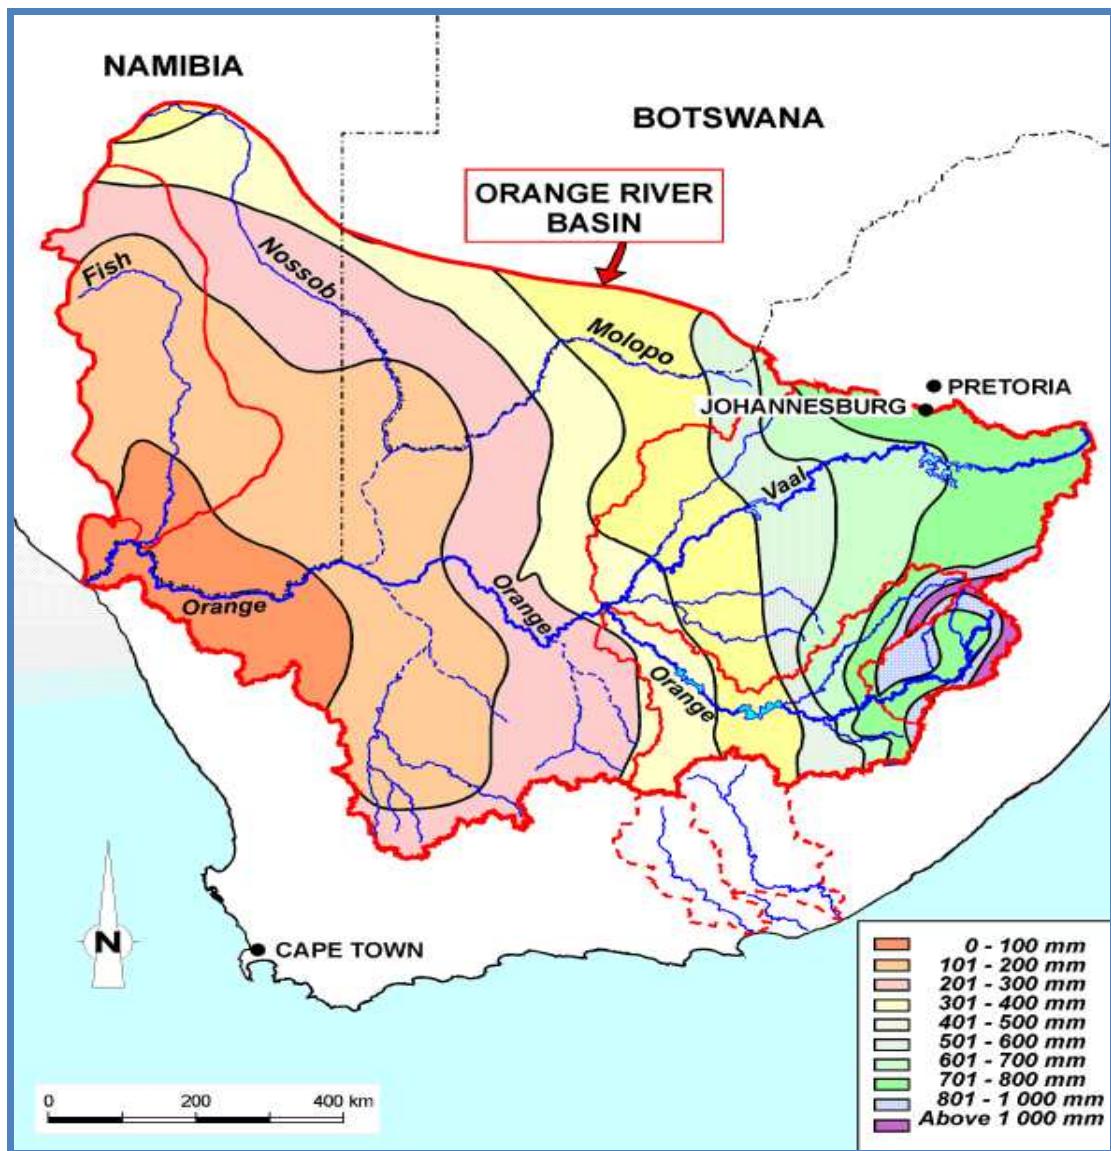 NAMIBIA
BOTSWANA
ORANGE RIVER
BASIN
Fish
Nossob
Molopo
PRETORIA
JOHANNESBURG
Vaal
Orange
Orange
Orange
N
CAPE TOWN
0 - 100 mm
101 - 200 mm
201 - 300 mm
301 - 400 mm
401 - 500 mm
501 - 600 mm
601 - 700 mm
701 - 800 mm
801 - 1 000 mm
Above 1 000 mm
0 200 400 km